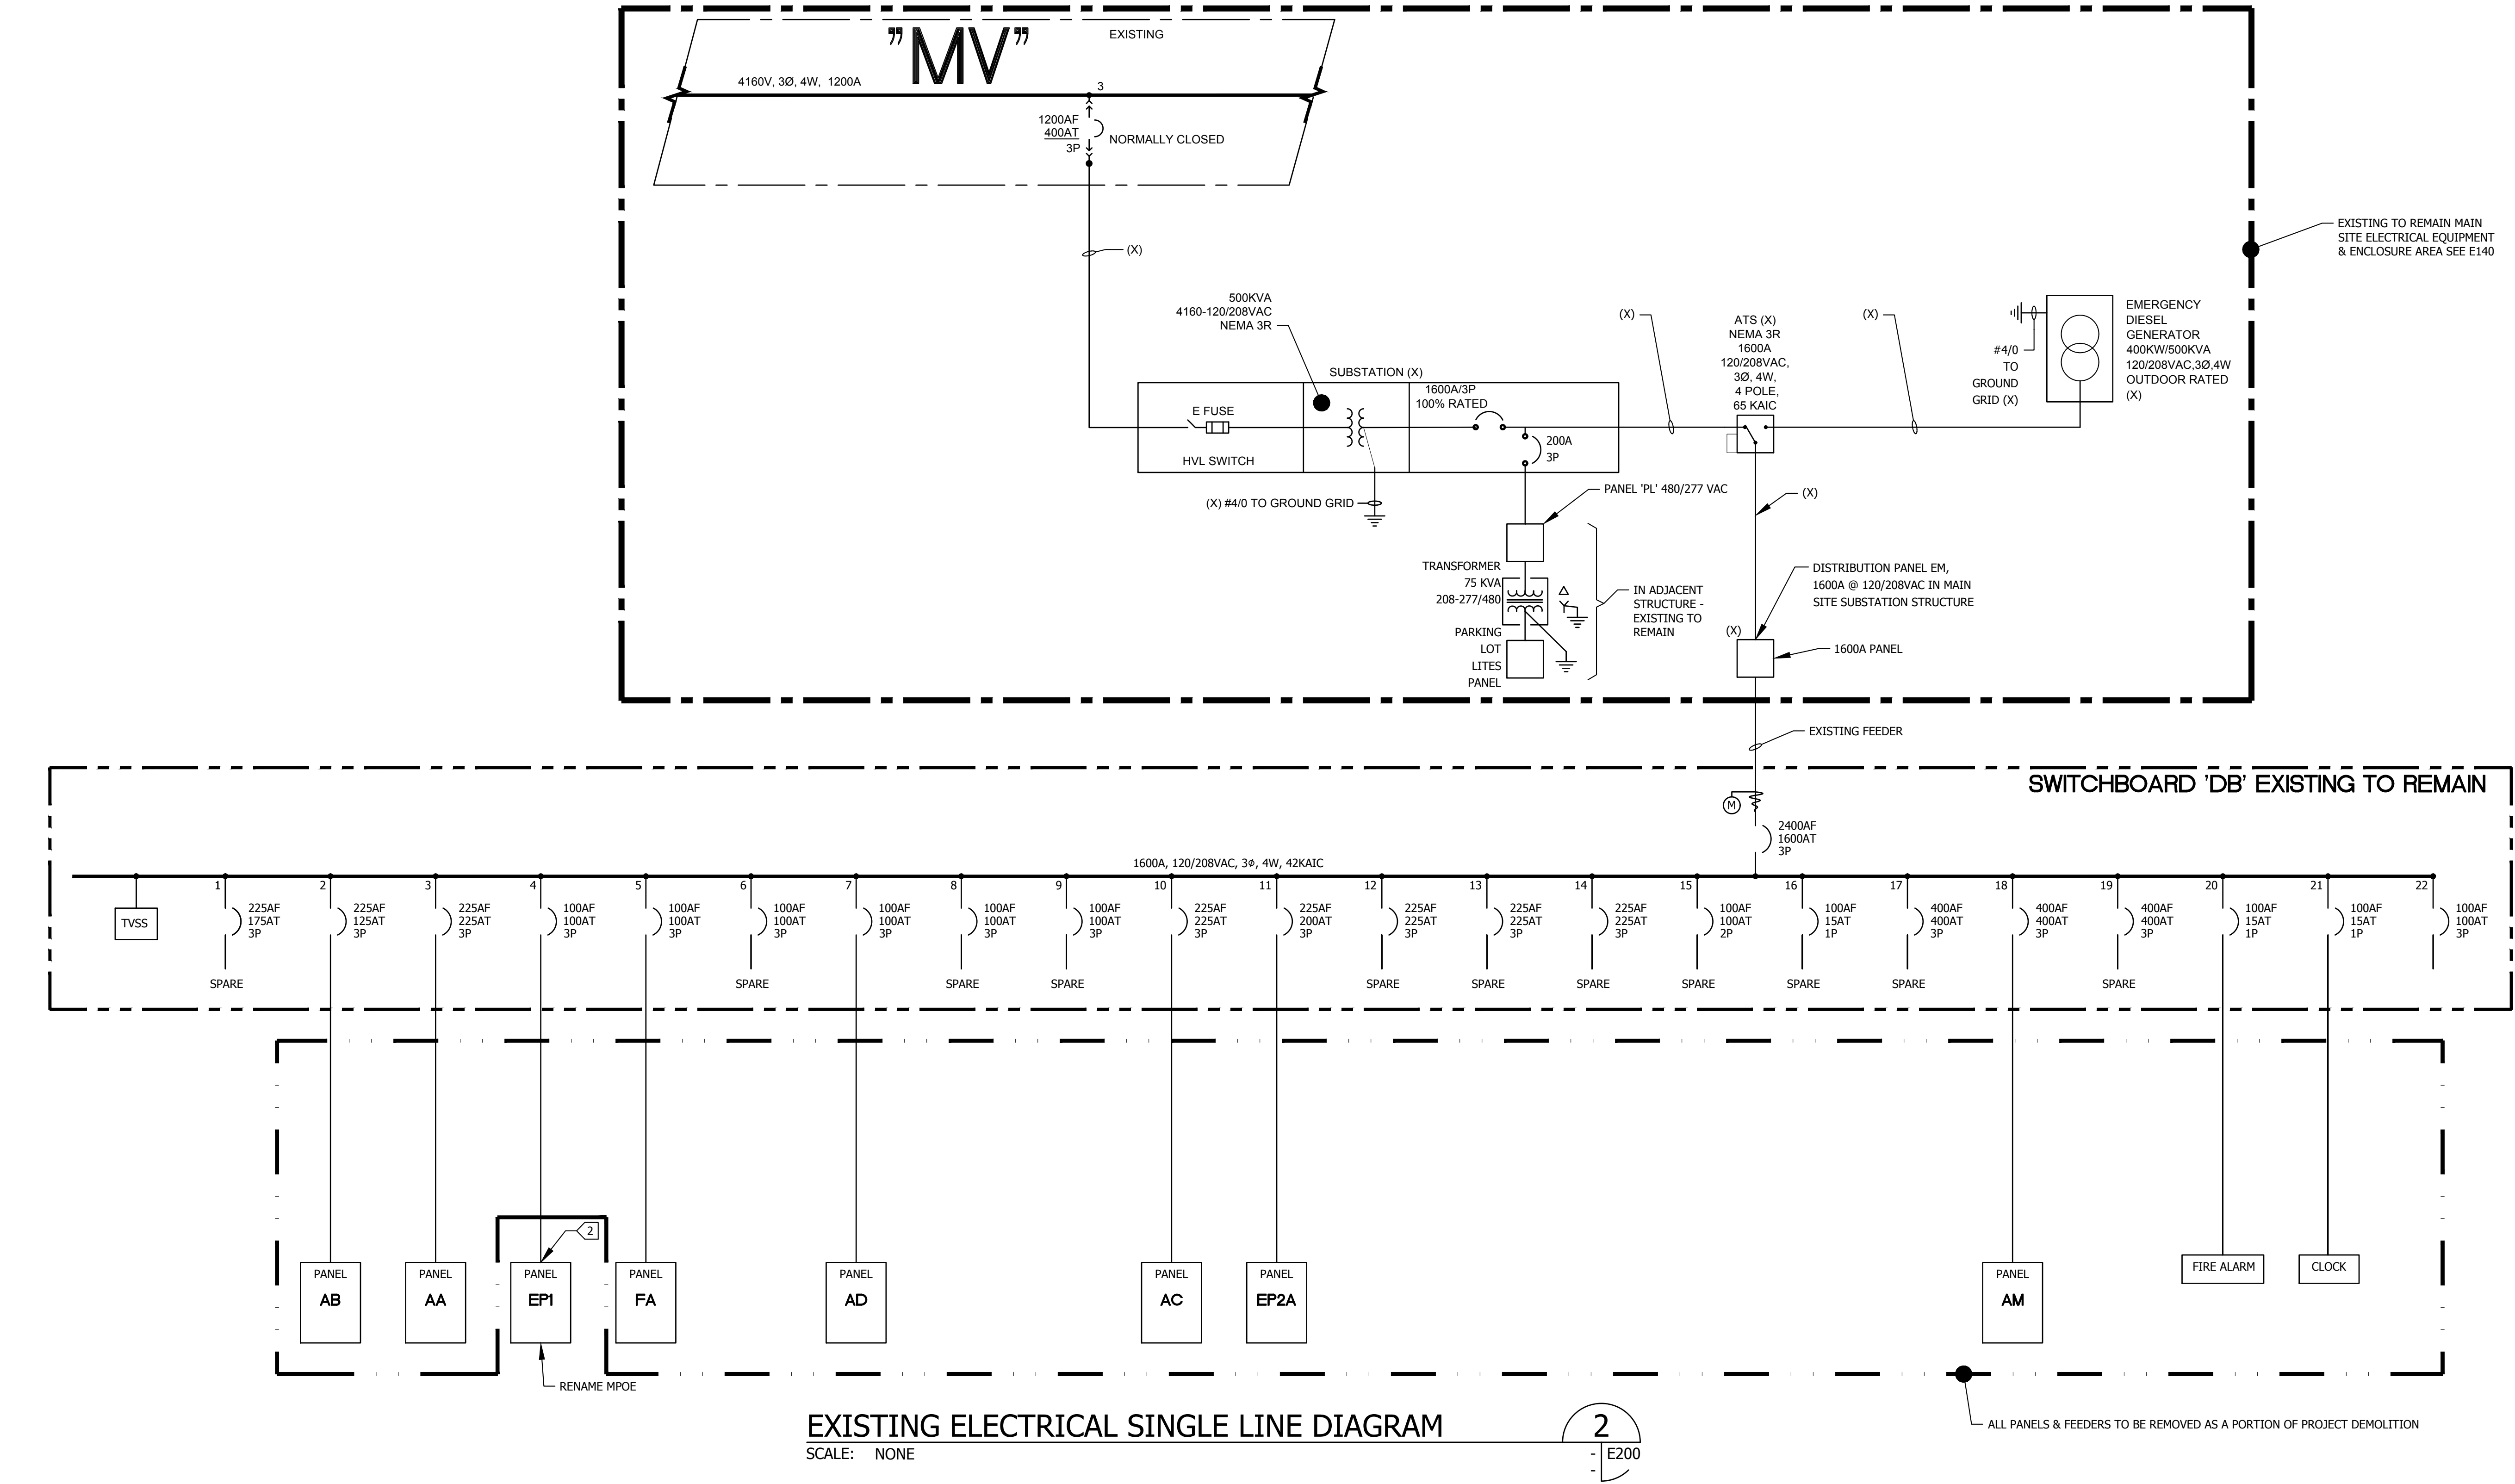 "MV"
EXISTING
4160V, 3Ø, 4W, 1200A
3
1200AF
400AT
3P
NORMALLY CLOSED
(X)
EXISTING TO REMAIN MAIN
SITE ELECTRICAL EQUIPMENT
& ENCLOSURE AREA SEE E140
500KVA
4160-120/208VAC
NEMA 3R
SUBSTATION (X)
E FUSE
HVL SWITCH
1600A/3P
100% RATED
200A
3P
(X) #4/0 TO GROUND GRID
(X)
ATS (X)
NEMA 3R
1600A
120/208VAC,
3Ø, 4W,
4 POLE,
65 KAIC
(X)
#4/0
TO
GROUND
GRID (X)
EMERGENCY
DIESEL
GENERATOR
400KW/500KVA
120/208VAC,3Ø,4W
OUTDOOR RATED
(X)
PANEL 'PL' 480/277 VAC
(X)
TRANSFORMER
75 KVA
208-277/480
PARKING
LOT
LITES
PANEL
IN ADJACENT
STRUCTURE -
EXISTING TO
REMAIN
DISTRIBUTION PANEL EM,
1600A @ 120/208VAC IN MAIN
SITE SUBSTATION STRUCTURE
(X)
1600A PANEL
EXISTING FEEDER
SWITCHBOARD 'DB' EXISTING TO REMAIN
M
2400AF
1600AT
3P
1600A, 120/208VAC, 3φ, 4W, 42KAIC
TVSS
1
225AF
175AT
3P
SPARE
2
225AF
125AT
3P
3
225AF
225AT
3P
4
100AF
100AT
3P
5
100AF
100AT
3P
6
100AF
100AT
3P
SPARE
7
100AF
100AT
3P
8
100AF
100AT
3P
SPARE
9
100AF
100AT
3P
SPARE
10
225AF
225AT
3P
11
225AF
200AT
3P
12
225AF
225AT
3P
SPARE
13
225AF
225AT
3P
SPARE
14
225AF
225AT
3P
SPARE
15
100AF
100AT
2P
SPARE
16
100AF
15AT
1P
SPARE
17
400AF
400AT
3P
SPARE
18
400AF
400AT
3P
19
400AF
400AT
3P
SPARE
20
100AF
15AT
1P
21
100AF
15AT
1P
22
100AF
100AT
3P
2
PANEL
AB
PANEL
AA
PANEL
EP1
PANEL
FA
PANEL
AD
PANEL
AC
PANEL
EP2A
PANEL
AM
FIRE ALARM
CLOCK
RENAME MPOE
ALL PANELS & FEEDERS TO BE REMOVED AS A PORTION OF PROJECT DEMOLITION
EXISTING ELECTRICAL SINGLE LINE DIAGRAM
SCALE: NONE
2
- E200
-